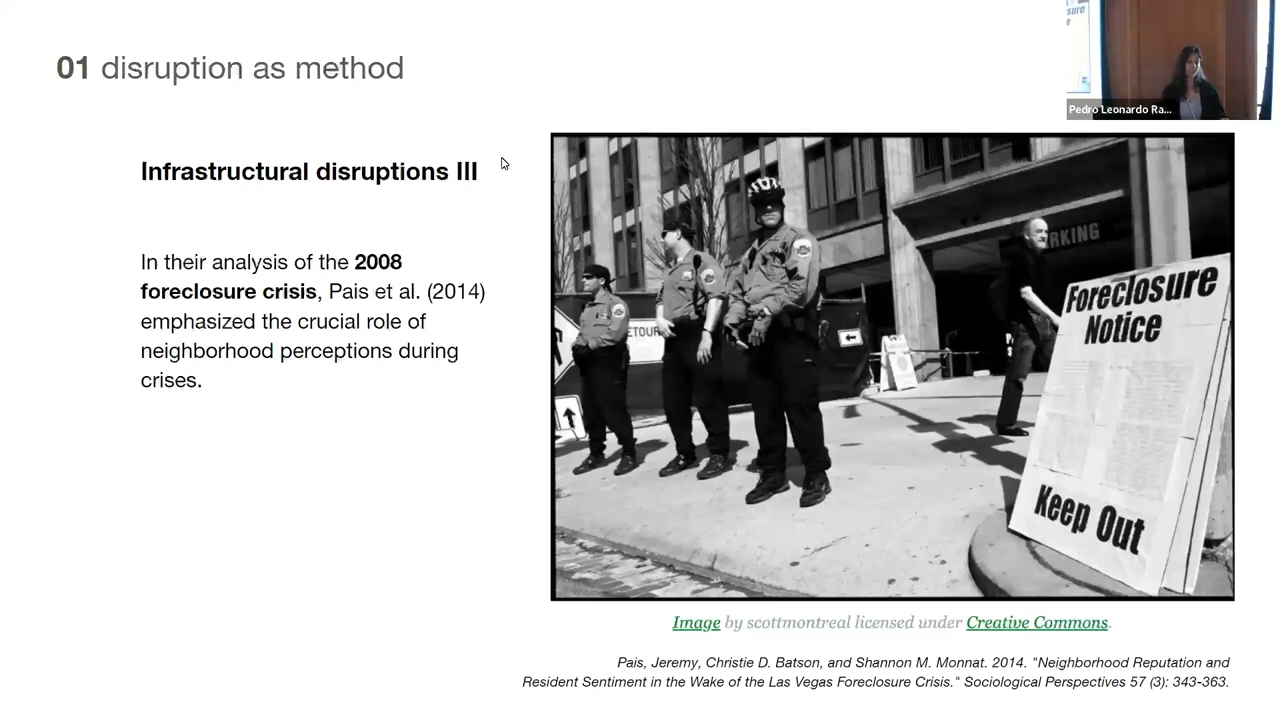 01 disruption as method
sure
Pedro Leonardo Ra...
Infrastructural disruptions III
In their analysis of the 2008
foreclosure crisis, Pais et al. (2014)
emphasized the crucial role of
neighborhood perceptions during
crises.
RKING
ETOUR
Foreclosure
Notice
Keep Out
Image by scottmontreal licensed under Creative Commons.
Pais, Jeremy, Christie D. Batson, and Shannon M. Monnat. 2014. "Neighborhood Reputation and
Resident Sentiment in the Wake of the Las Vegas Foreclosure Crisis." Sociological Perspectives 57 (3): 343-363.